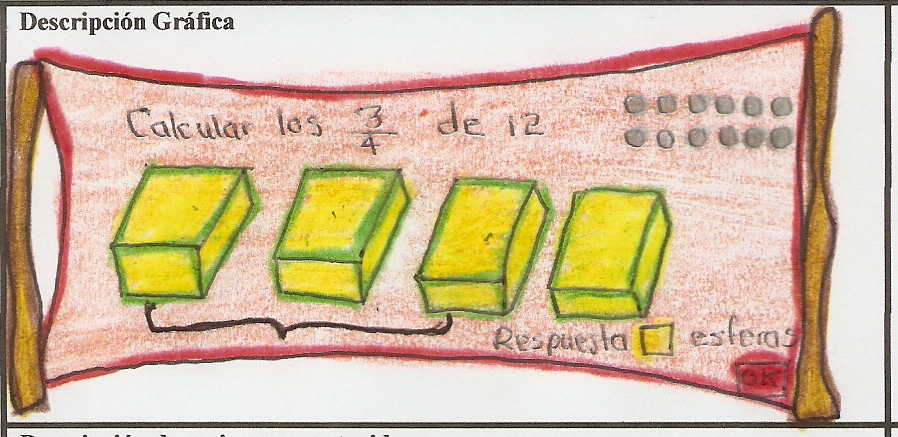 Descripción Gráfica
Calcular los 3/4 de 12
Respuesta esferas
OK